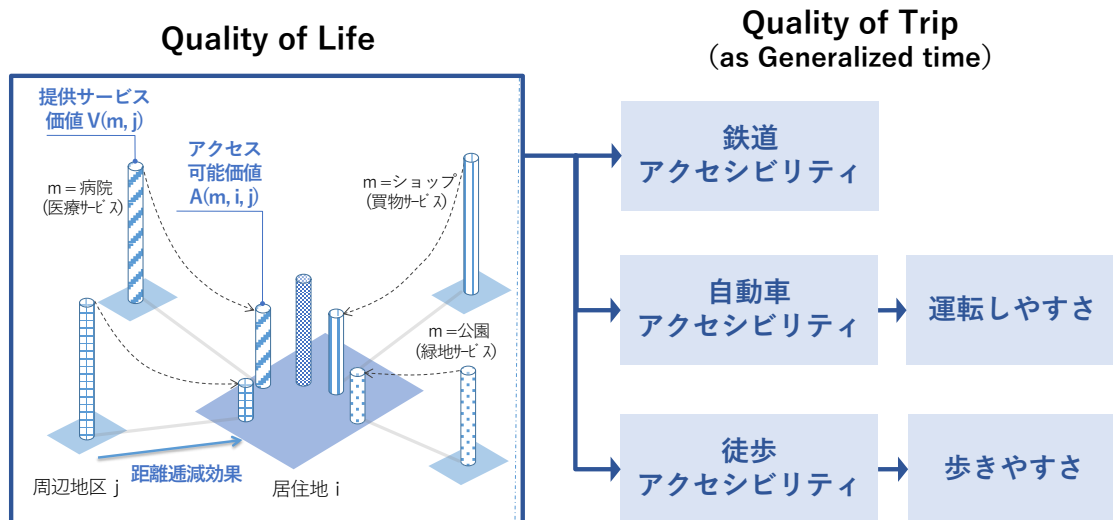 Quality of Life
Quality of Trip
(as Generalized time)
提供サービス
価値 V(m, j)
アクセス
可能価値
A(m, i, j)
m＝病院
(医療サービス)
m＝ショップ
(買物サービス)
m＝公園
(緑地サービス)
距離逓減効果
周辺地区 j
居住地 i
鉄道
アクセシビリティ
自動車
アクセシビリティ
運転しやすさ
徒歩
アクセシビリティ
歩きやすさ